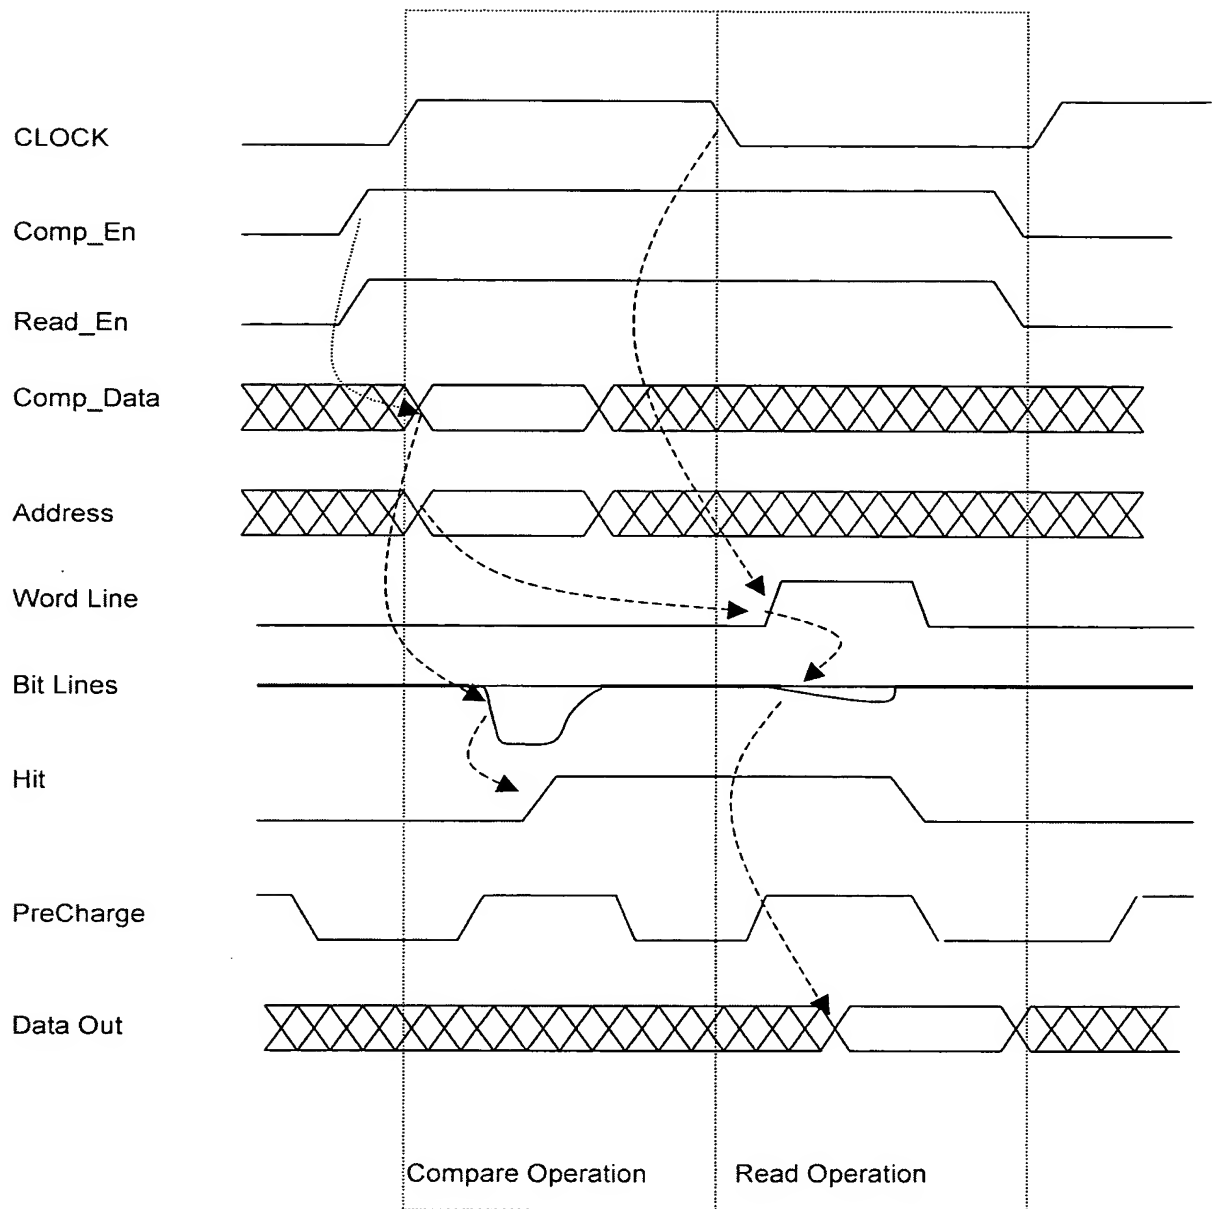 CLOCK
Comp_En
Read_En
Comp_Data
Address
Word Line
Bit Lines
Hit
PreCharge
Data Out
Compare Operation Read Operation